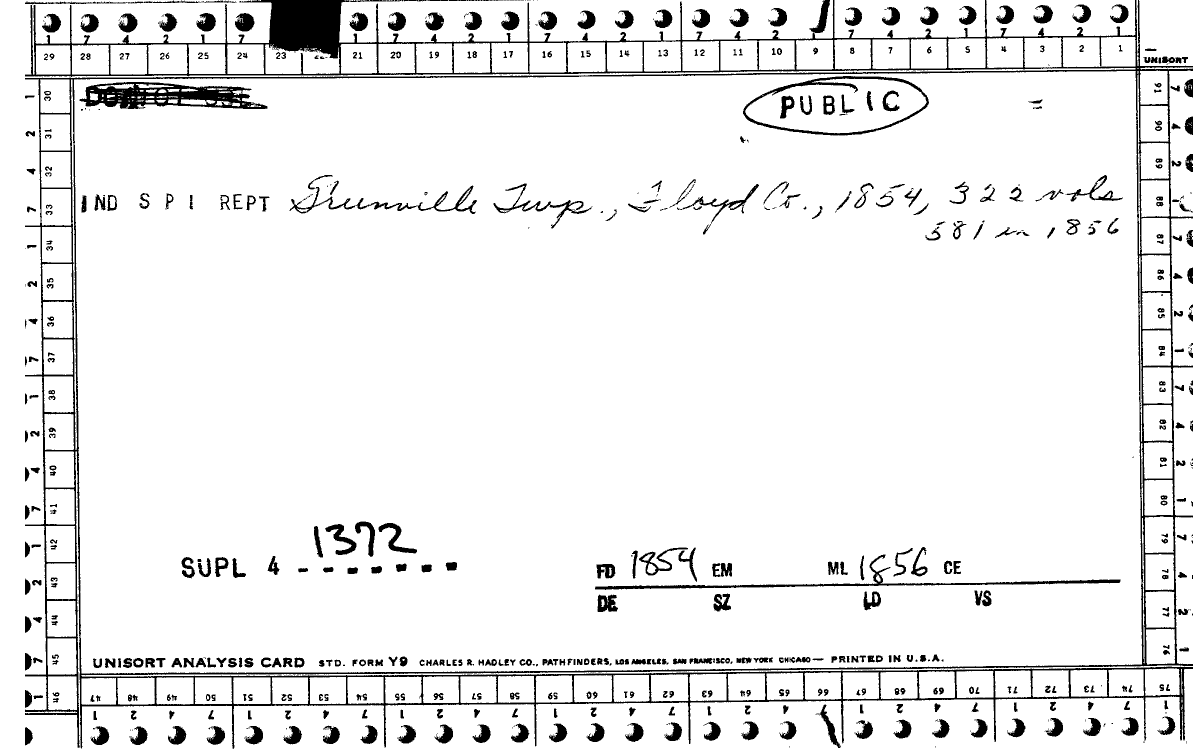 1 7 4 2 1 7 1 7 4 2 1 7 4 2 1 7 4 2 1 7 4 2 1
29 28 27 26 25 24 23 22 21 20 19 18 17 16 15 14 13 12 11 10 9 8 7 6 5 4 3 2 1
UNISORT
PUBLIC
IND S P I REPT Greenville Twp., Floyd Co., 1854, 322 vols
581 in 1856
1372
SUPL 4 - - - - - - -
FD 1854 EM ML 1856 CE
DE SZ LD VS
UNISORT ANALYSIS CARD STD. FORM Y9 CHARLES R. HADLEY CO., PATHFINDERS, LOS ANGELES, SAN FRANCISCO, NEW YORK CHICAGO — PRINTED IN U.S.A.
30 31 32 33 34 35 36 37 38 39 40 41 42 43 44 45 46
47 48 49 50 51 52 53 54 55 56 57 58 59 60 61 62 63 64 65 66 67 68 69 70 71 72 73 74 75
76 77 78 79 80 81 82 83 84 85 86 87 88 89 90 91